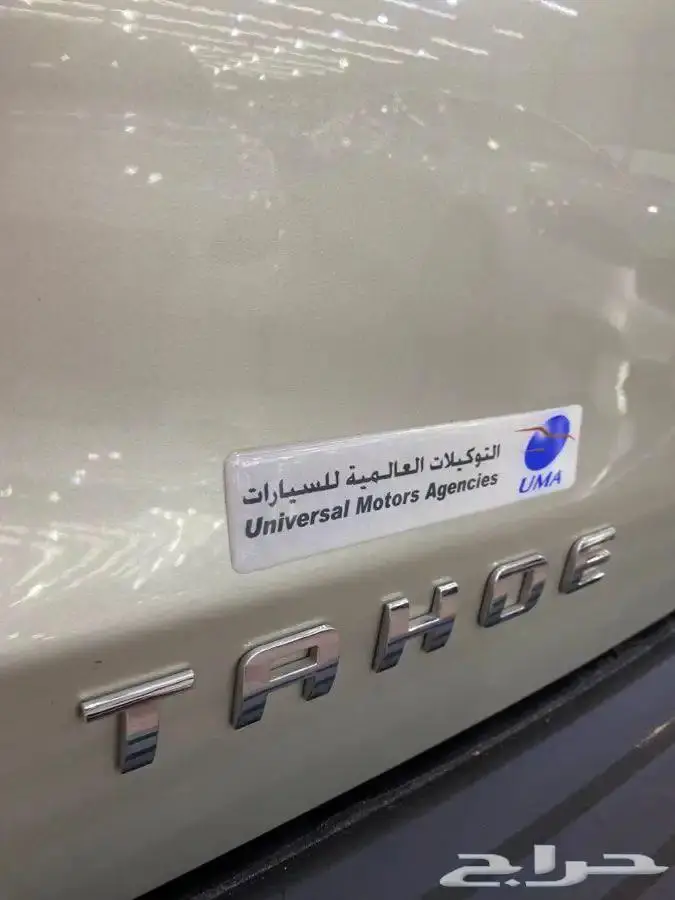 التوكيلات العالمية للسيارات
Universal Motors Agencies
UMA
TAHOE
حراج